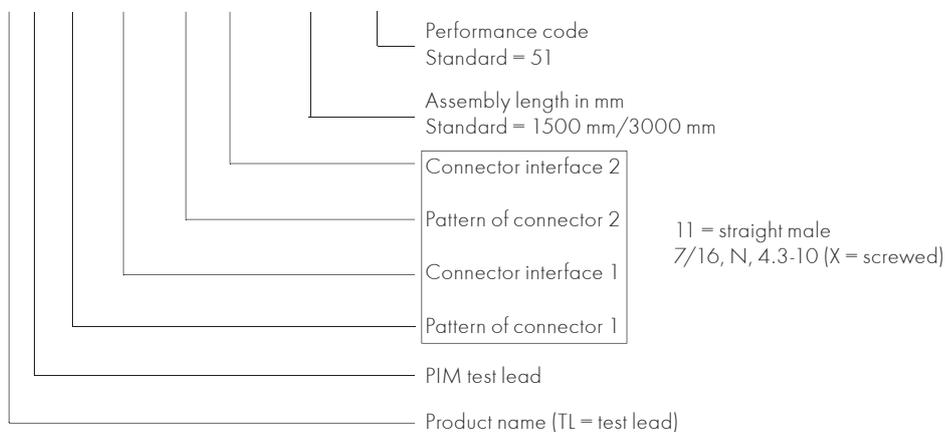 Performance code
Standard = 51
Assembly length in mm
Standard = 1500 mm/3000 mm
Connector interface 2
Pattern of connector 2
11 = straight male
7/16, N, 4.3-10 (X = screwed)
Connector interface 1
Pattern of connector 1
PIM test lead
Product name (TL = test lead)